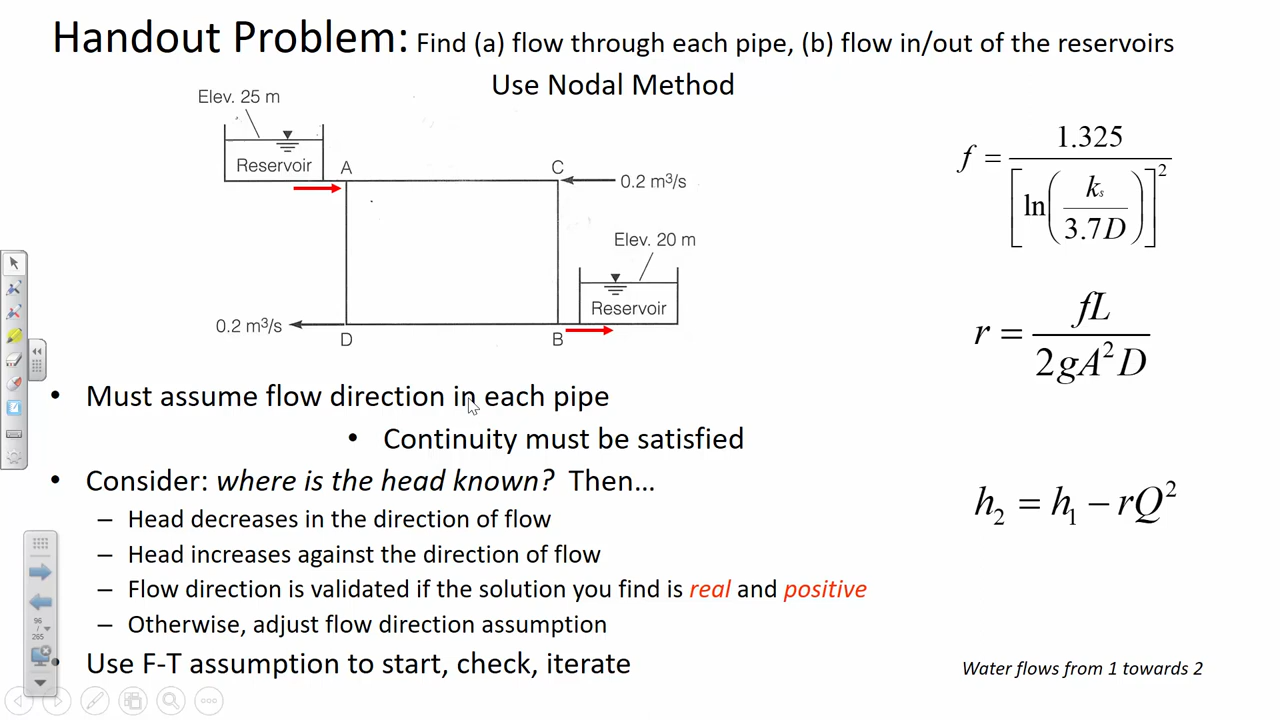 Handout Problem: Find (a) flow through each pipe, (b) flow in/out of the reservoirs
Use Nodal Method
Elev. 25 m
Reservoir
A
C
0.2 m³/s
Elev. 20 m
Reservoir
0.2 m³/s
D
B
f = 1.325 / [ln(kₛ / 3.7D)]²
r = fL / 2gA²D
h₂ = h₁ − rQ²
• Must assume flow direction in each pipe
• Continuity must be satisfied
• Consider: where is the head known? Then…
– Head decreases in the direction of flow
– Head increases against the direction of flow
– Flow direction is validated if the solution you find is real and positive
– Otherwise, adjust flow direction assumption
• Use F-T assumption to start, check, iterate
Water flows from 1 towards 2
96
/
265